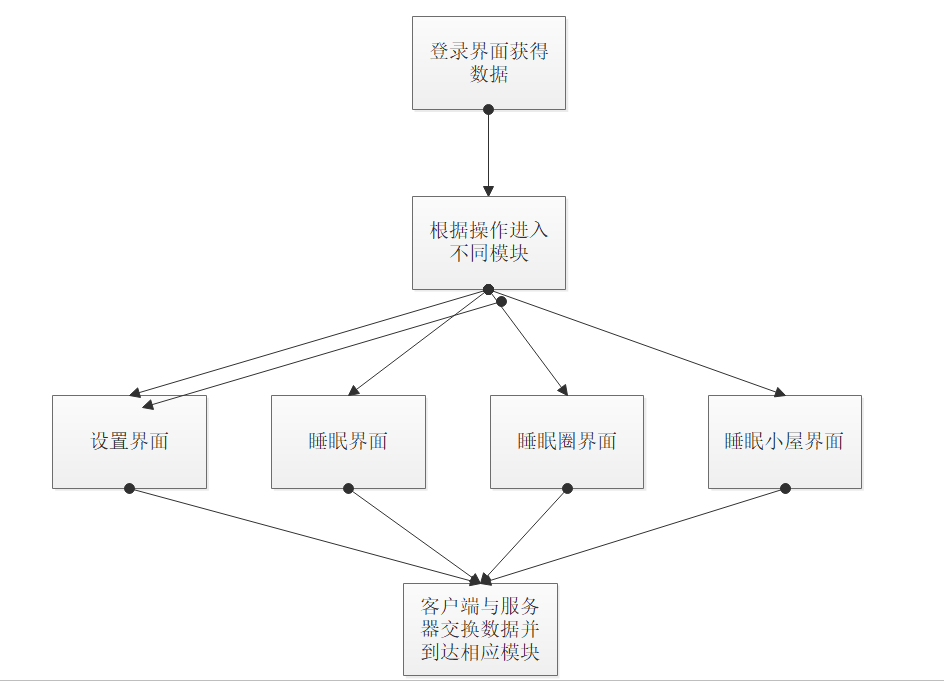 登录界面获得
数据
根据操作进入
不同模块
设置界面
睡眠界面
睡眠圈界面
睡眠小屋界面
客户端与服务
器交换数据并
到达相应模块